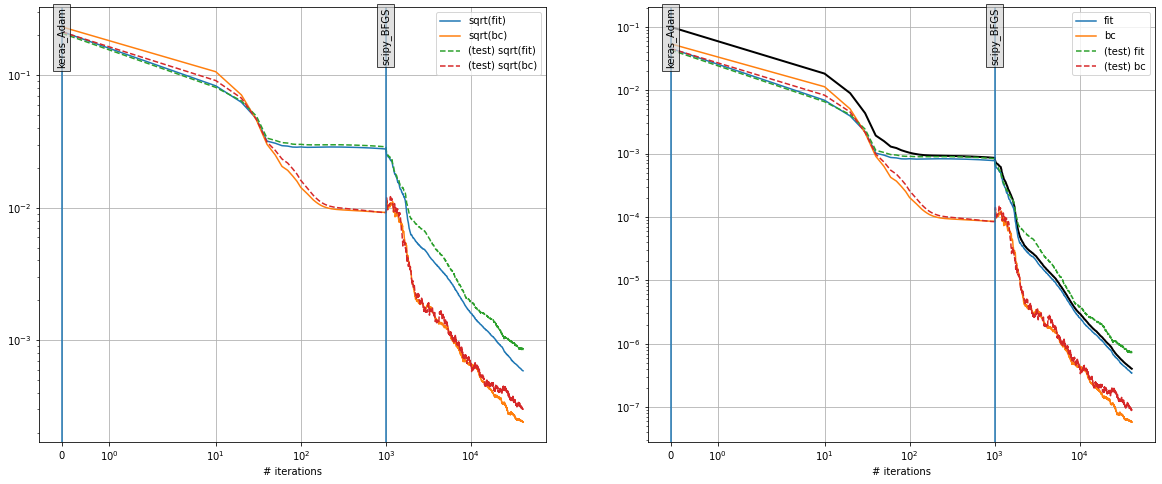 keras_Adam
scipy_BFGS
sqrt(fit)
sqrt(bc)
(test) sqrt(fit)
(test) sqrt(bc)
10⁻¹
10⁻²
10⁻³
0
10⁰
10¹
10²
10³
10⁴
# iterations
keras_Adam
scipy_BFGS
fit
bc
(test) fit
(test) bc
10⁻¹
10⁻²
10⁻³
10⁻⁴
10⁻⁵
10⁻⁶
10⁻⁷
0
10⁰
10¹
10²
10³
10⁴
# iterations